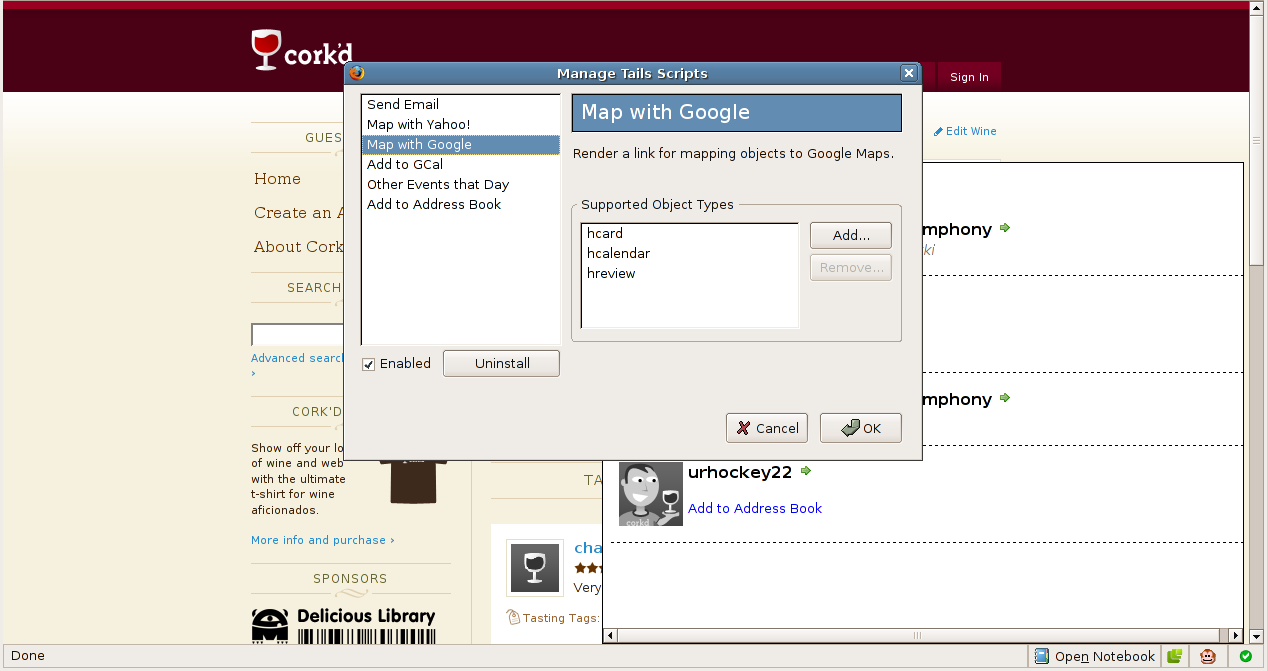 cork'd
Manage Tails Scripts
Sign In
Send Email
Map with Yahoo!
Map with Google
Add to GCal
Other Events that Day
Add to Address Book
Enabled
Uninstall
Map with Google
Render a link for mapping objects to Google Maps.
Supported Object Types
hcard
hcalendar
hreview
Add...
Remove...
Cancel
OK
GUES
Home
Create an A
About Cork
SEARCH
Advanced search
›
CORK'D
Show off your lo
of wine and web
with the ultimate
t-shirt for wine
aficionados.
More info and purchase ›
SPONSORS
Delicious Library
Edit Wine
mphony
ki
mphony
urhockey22
Add to Address Book
corkd
TA
cha
Very
Tasting Tags:
Done
Open Notebook